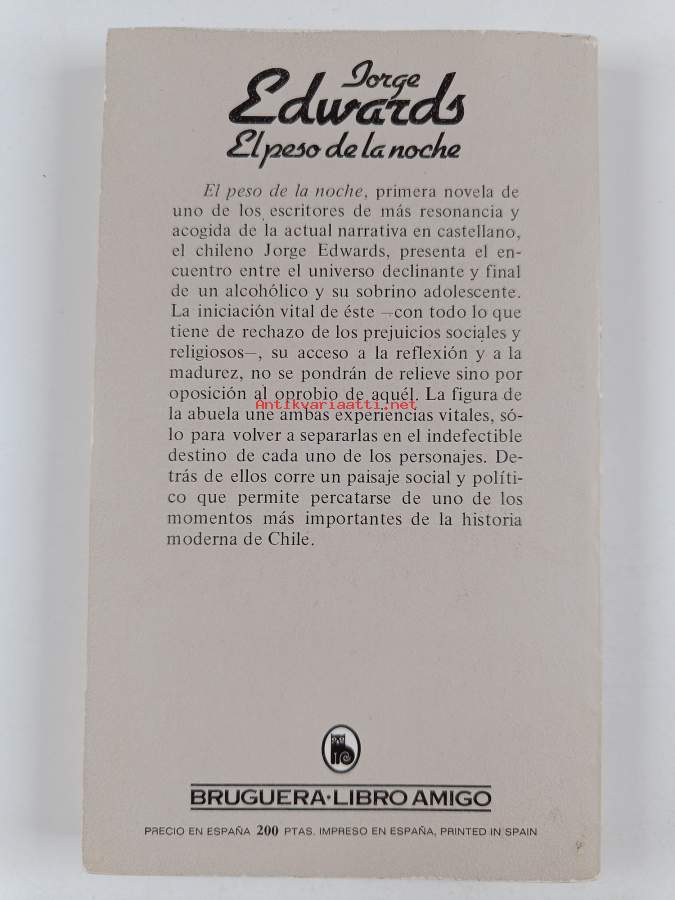 Jorge
Edwards
El peso de la noche
El peso de la noche, primera novela de
uno de los escritores de más resonancia y
acogida de la actual narrativa en castellano,
el chileno Jorge Edwards, presenta el en-
cuentro entre el universo declinante y final
de un alcohólico y su sobrino adolescente.
La iniciación vital de éste —con todo lo que
tiene de rechazo de los prejuicios sociales y
religiosos—, su acceso a la reflexión y a la
madurez, no se pondrán de relieve sino por
oposición al oprobio de aquél. La figura de
Antikvariaatti.net
la abuela une ambas experiencias vitales, só-
lo para volver a separarlas en el indefectible
destino de cada uno de los personajes. De-
trás de ellos corre un paisaje social y políti-
co que permite percatarse de uno de los
momentos más importantes de la historia
moderna de Chile.
BRUGUERA·LIBRO AMIGO
PRECIO EN ESPAÑA 200 PTAS. IMPRESO EN ESPAÑA, PRINTED IN SPAIN